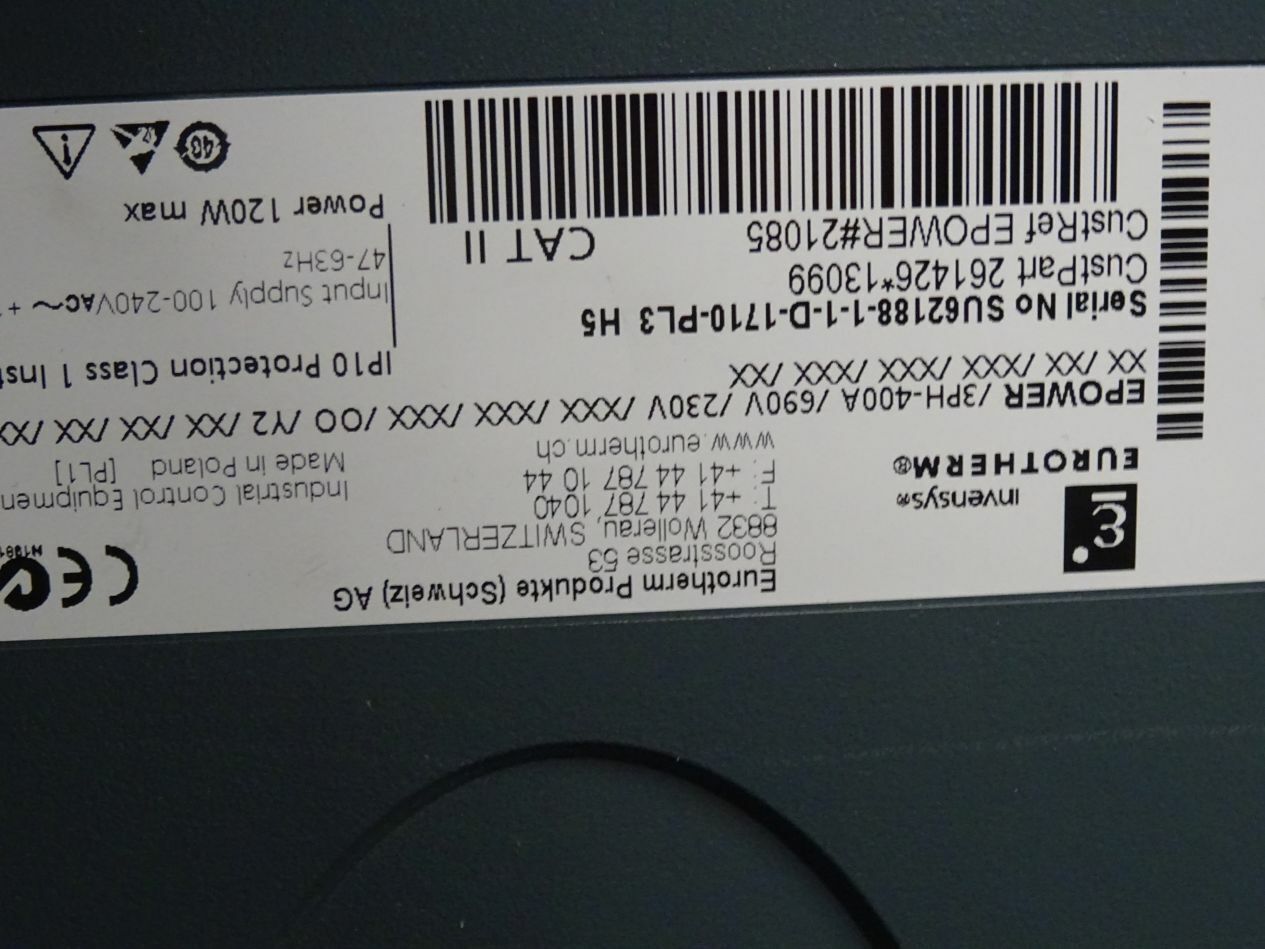 invensys™
EUROTHERM®
Eurotherm Produkte (Schweiz) AG
Roosstrasse 53
8832 Wollerau, SWITZERLAND
T: +41 44 787 1040
F: +41 44 787 10 44
www.eurotherm.ch
CE
Industrial Control Equipmen
Made in Poland [PL1]
EPOWER /3PH-400A /690V /230V /XXX /XXX /XXX /OO /Y2 /XX /XX /XX /XX
XX /XX /XXX /XXX /XXX /XX
Serial No SU62188-1-1-D-1710-PL3 H5
CustPart 261426*13099
CustRef EPOWER#21085
CAT II
IP10 Protection Class 1 Inst
Input Supply 100-240VAC~ +
47-63Hz
Power 120W max
40